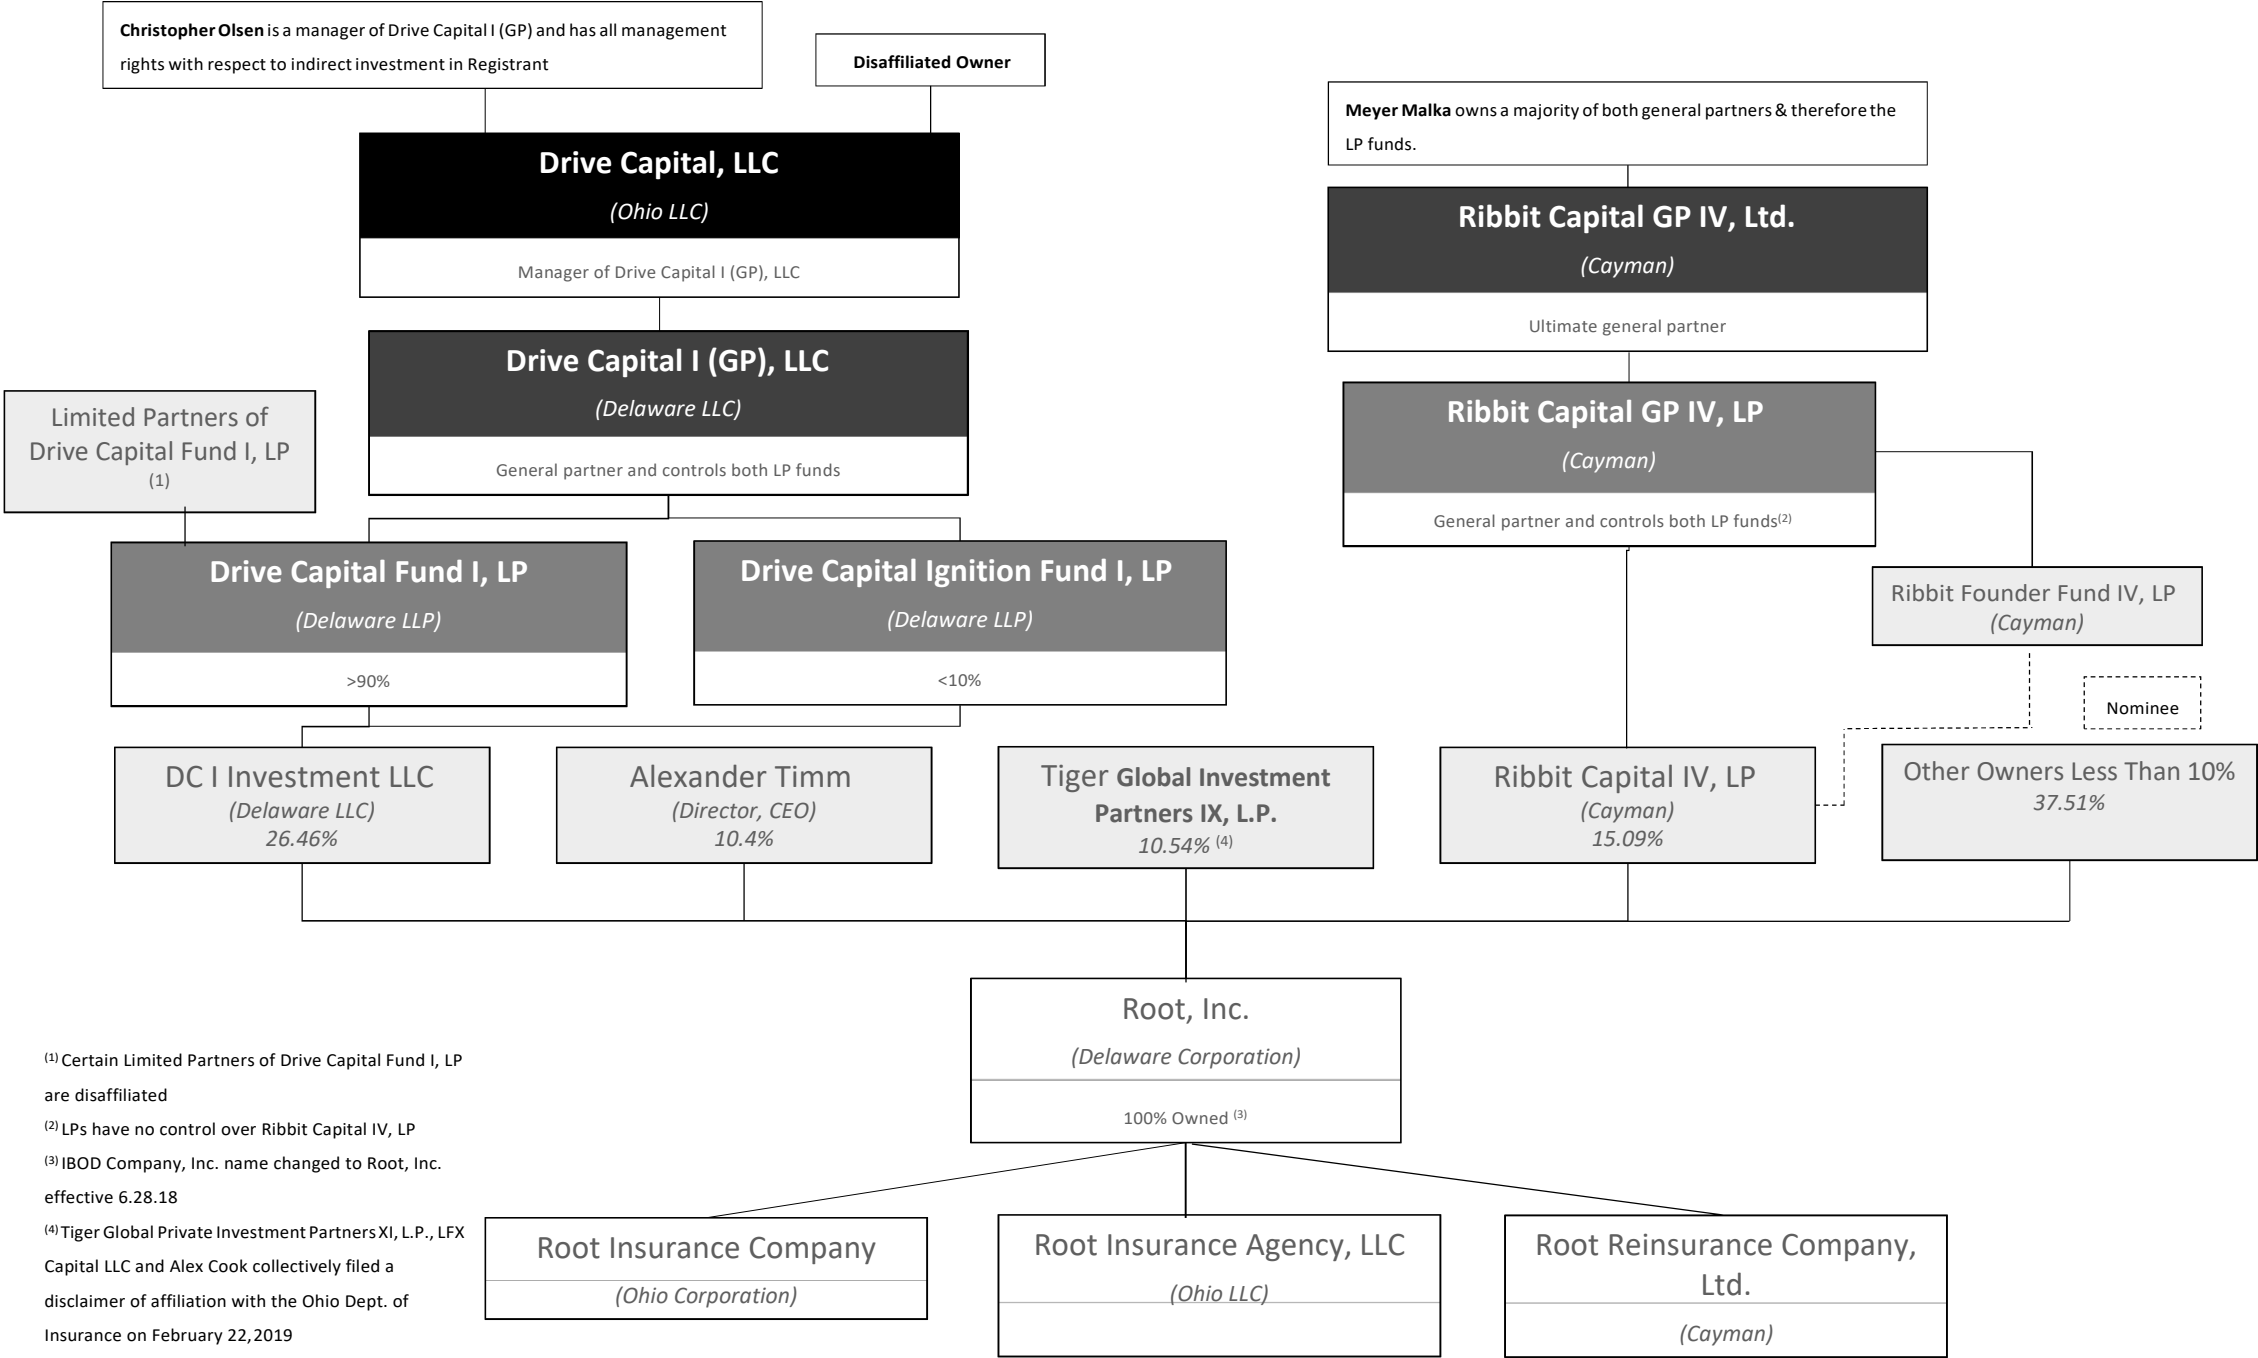 Christopher Olsen is a manager of Drive Capital I (GP) and has all management
rights with respect to indirect investment in Registrant
Disaffiliated Owner
Meyer Malka owns a majority of both general partners & therefore the
LP funds.
Drive Capital, LLC
(Ohio LLC)
Manager of Drive Capital I (GP), LLC
Ribbit Capital GP IV, Ltd.
(Cayman)
Ultimate general partner
Drive Capital I (GP), LLC
(Delaware LLC)
General partner and controls both LP funds
Limited Partners of
Drive Capital Fund I, LP
(1)
Ribbit Capital GP IV, LP
(Cayman)
General partner and controls both LP funds(2)
Drive Capital Fund I, LP
(Delaware LLP)
>90%
Drive Capital Ignition Fund I, LP
(Delaware LLP)
<10%
Ribbit Founder Fund IV, LP
(Cayman)
Nominee
DC I Investment LLC
(Delaware LLC)
26.46%
Alexander Timm
(Director, CEO)
10.4%
Tiger Global Investment
Partners IX, L.P.
10.54% (4)
Ribbit Capital IV, LP
(Cayman)
15.09%
Other Owners Less Than 10%
37.51%
Root, Inc.
(Delaware Corporation)
100% Owned (3)
(1) Certain Limited Partners of Drive Capital Fund I, LP
are disaffiliated
(2) LPs have no control over Ribbit Capital IV, LP
(3) IBOD Company, Inc. name changed to Root, Inc.
effective 6.28.18
(4) Tiger Global Private Investment Partners XI, L.P., LFX
Capital LLC and Alex Cook collectively filed a
disclaimer of affiliation with the Ohio Dept. of
Insurance on February 22,2019
Root Insurance Company
(Ohio Corporation)
Root Insurance Agency, LLC
(Ohio LLC)
Root Reinsurance Company,
Ltd.
(Cayman)